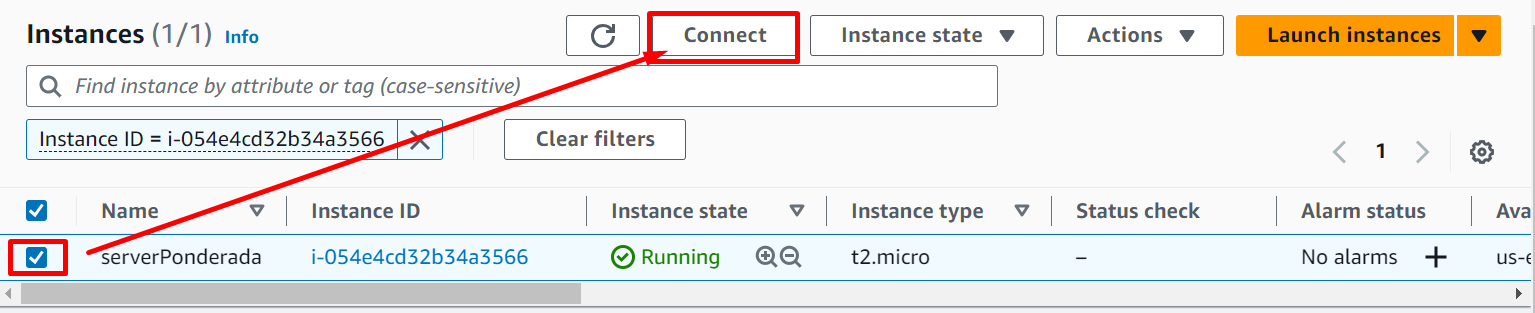 Instances (1/1) Info Connect Instance state Actions Launch instances
Find instance by attribute or tag (case-sensitive)
Instance ID = i-054e4cd32b34a3566 Clear filters
1
Name Instance ID Instance state Instance type Status check Alarm status Ava
serverPonderada i-054e4cd32b34a3566 Running t2.micro – No alarms + us-e